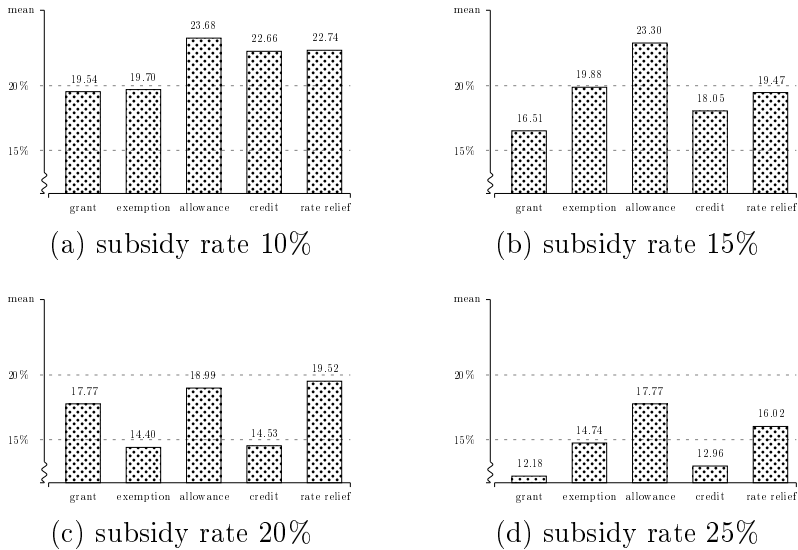 mean
23.68
22.66
22.74
19.54
19.70
20%
15%
grant exemption allowance credit rate relief
(a) subsidy rate 10%
mean
23.30
19.88
19.47
18.05
16.51
20%
15%
grant exemption allowance credit rate relief
(b) subsidy rate 15%
mean
20%
19.52
18.99
17.77
14.40
14.53
15%
grant exemption allowance credit rate relief
(c) subsidy rate 20%
mean
20%
17.77
16.02
14.74
15%
12.96
12.18
grant exemption allowance credit rate relief
(d) subsidy rate 25%